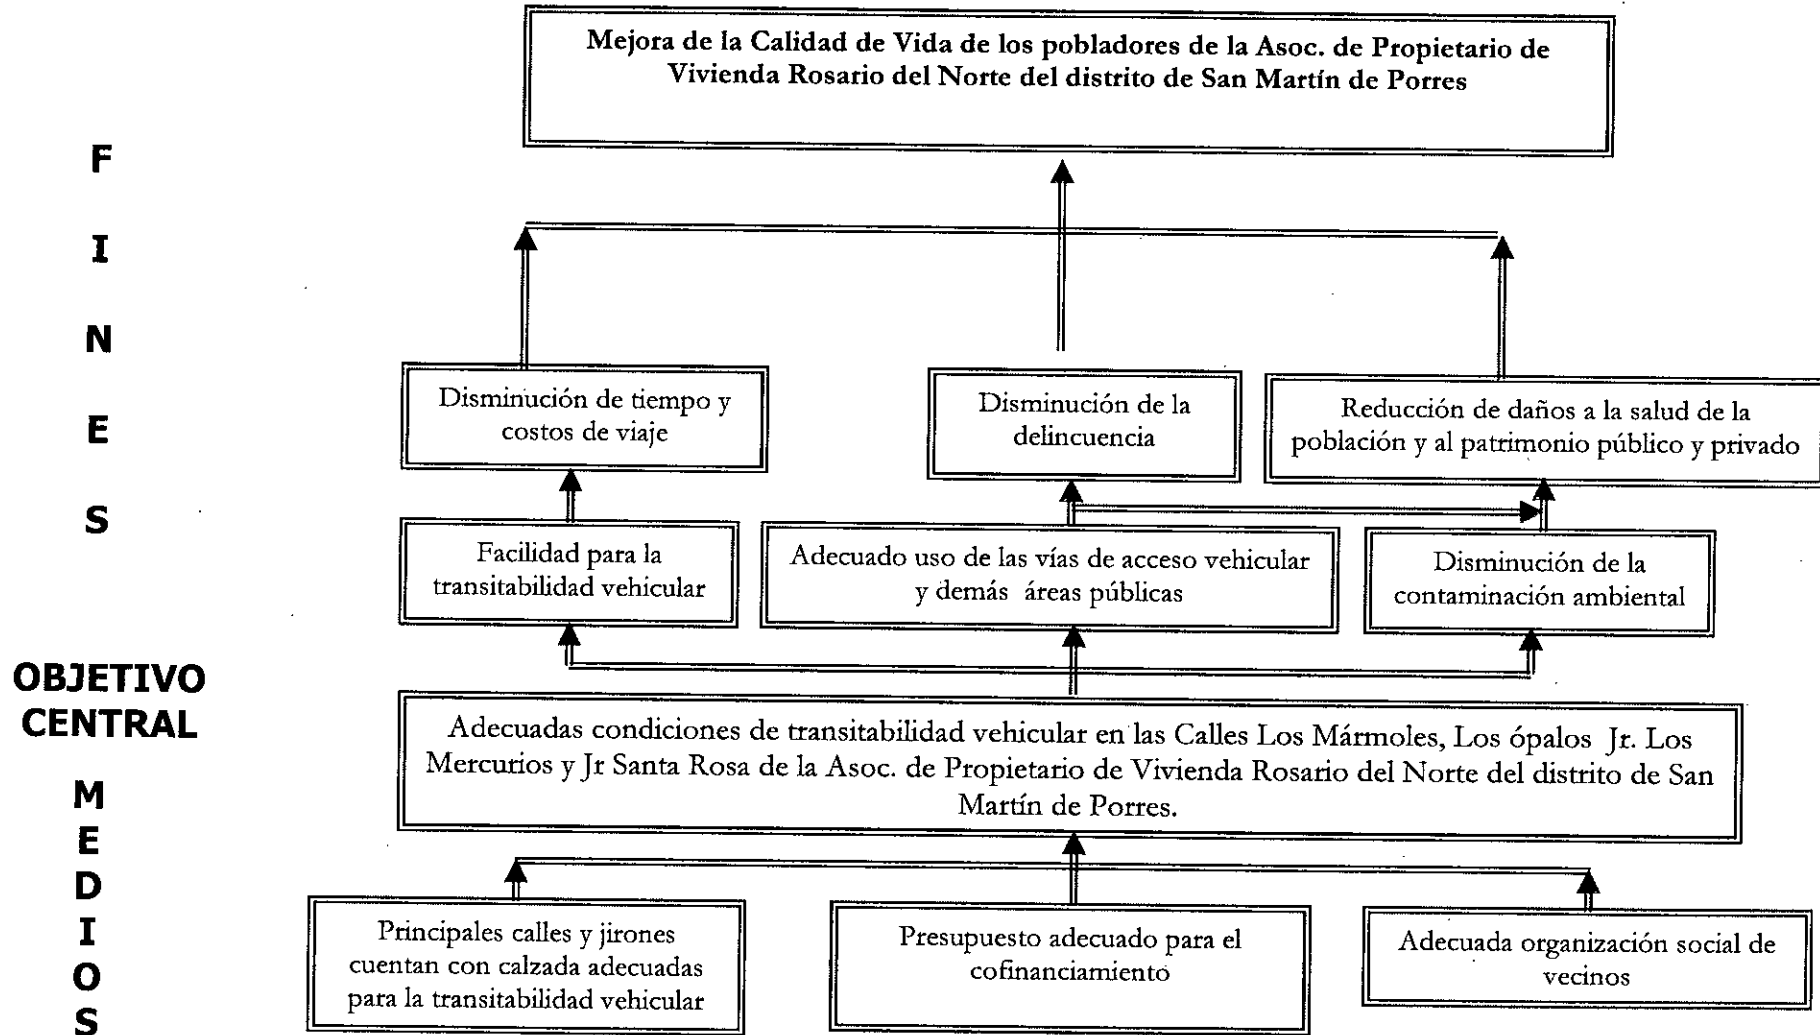 Mejora de la Calidad de Vida de los pobladores de la Asoc. de Propietario de
Vivienda Rosario del Norte del distrito de San Martín de Porres
F
I
N
E
S
Disminución de tiempo y
costos de viaje
Disminución de la
delincuencia
Reducción de daños a la salud de la
población y al patrimonio público y privado
Facilidad para la
transitabilidad vehicular
Adecuado uso de las vías de acceso vehicular
y demás áreas públicas
Disminución de la
contaminación ambiental
OBJETIVO
CENTRAL
Adecuadas condiciones de transitabilidad vehicular en las Calles Los Mármoles, Los ópalos Jr. Los
Mercurios y Jr Santa Rosa de la Asoc. de Propietario de Vivienda Rosario del Norte del distrito de San
Martín de Porres.
M
E
D
I
O
S
Principales calles y jirones
cuentan con calzada adecuadas
para la transitabilidad vehicular
Presupuesto adecuado para el
cofinanciamiento
Adecuada organización social de
vecinos